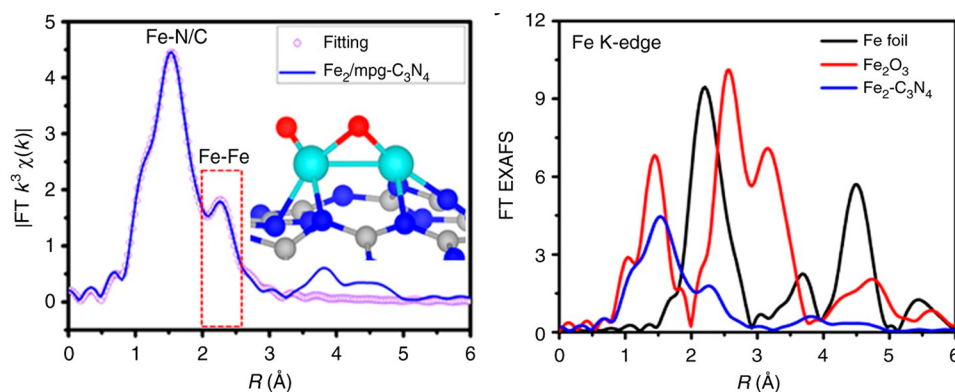 Fe-N/C
Fitting
Fe₂/mpg-C₃N₄
Fe-Fe
|FT k³ χ(k)|
5
4
3
2
1
0
0 1 2 3 4 5 6
R (Å)
Fe K-edge
Fe foil
Fe₂O₃
Fe₂-C₃N₄
FT EXAFS
12
9
6
3
0
0 1 2 3 4 5 6
R (Å)